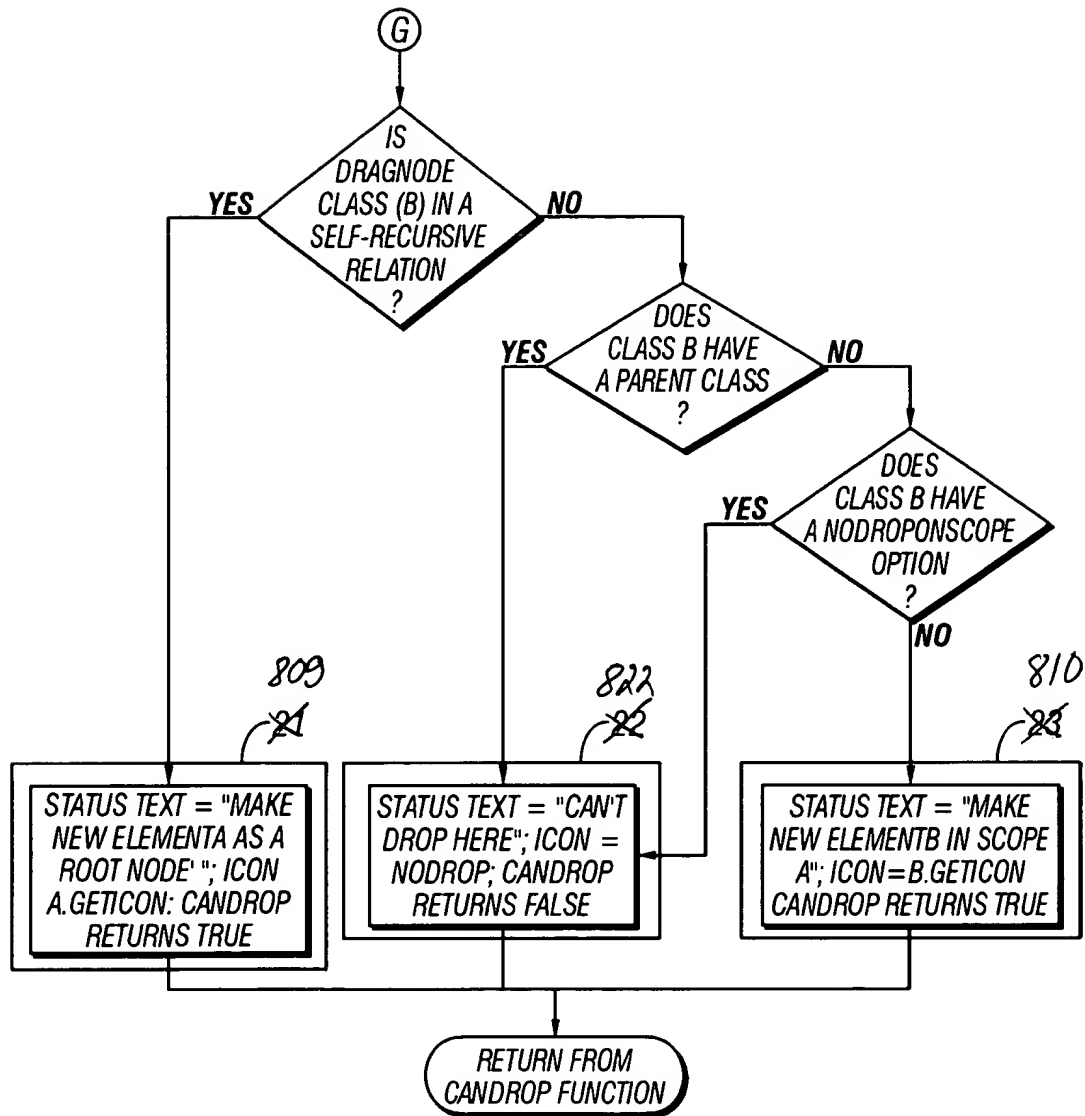 G
IS
DRAGNODE
CLASS (B) IN A
SELF-RECURSIVE
RELATION
?
YES
NO
DOES
CLASS B HAVE
A PARENT CLASS
?
YES
NO
DOES
CLASS B HAVE
A NODROPONSCOPE
OPTION
?
YES
NO
809
21
822
22
810
23
STATUS TEXT = "MAKE
NEW ELEMENTA AS A
ROOT NODE' "; ICON
A.GETICON: CANDROP
RETURNS TRUE
STATUS TEXT = "CAN'T
DROP HERE"; ICON =
NODROP; CANDROP
RETURNS FALSE
STATUS TEXT = "MAKE
NEW ELEMENTB IN SCOPE
A"; ICON=B.GETICON
CANDROP RETURNS TRUE
RETURN FROM
CANDROP FUNCTION